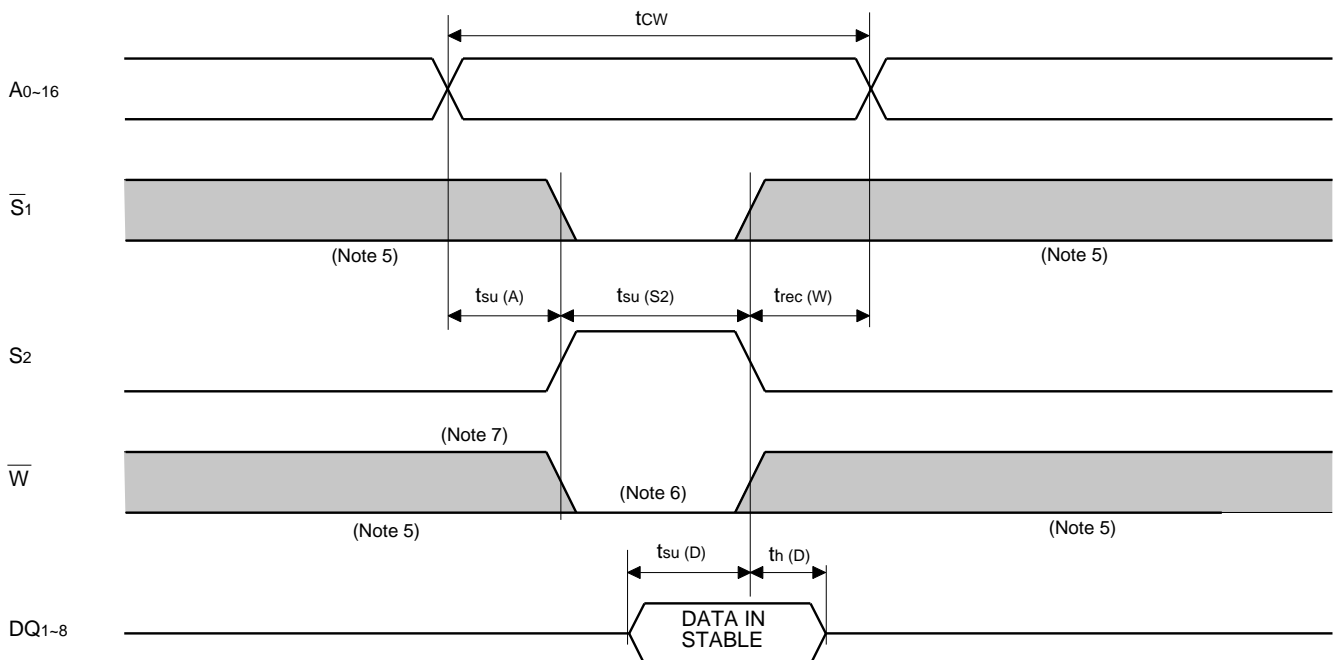 tCW
A0~16
S1
(Note 5)
(Note 5)
tsu (A)
tsu (S2)
trec (W)
S2
(Note 7)
W
(Note 6)
(Note 5)
(Note 5)
tsu (D)
th (D)
DQ1~8
DATA IN
STABLE